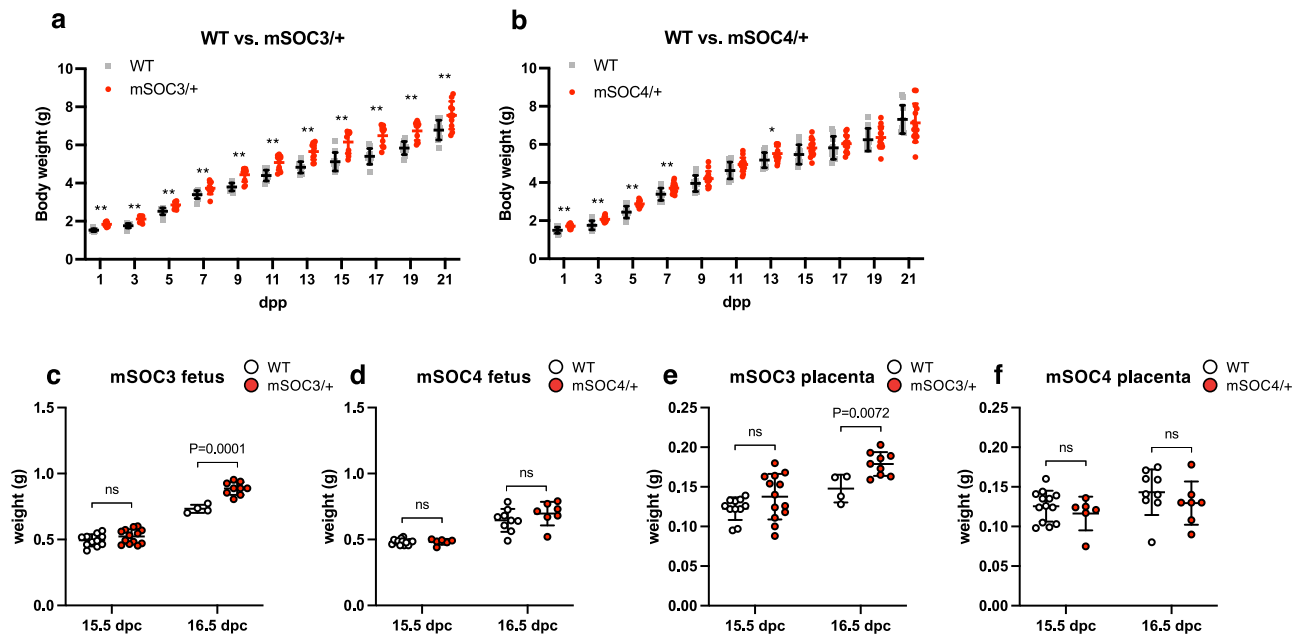 a
WT vs. mSOC3/+
WT
mSOC3/+
Body weight (g)
10
8
6
4
2
0
** ** ** ** ** ** ** ** ** ** **
1 3 5 7 9 11 13 15 17 19 21
dpp
b
WT vs. mSOC4/+
WT
mSOC4/+
Body weight (g)
10
8
6
4
2
0
** ** ** ** *
1 3 5 7 9 11 13 15 17 19 21
dpp
c
mSOC3 fetus
WT
mSOC3/+
weight (g)
1.5
1.0
0.5
0.0
ns
P=0.0001
15.5 dpc 16.5 dpc
d
mSOC4 fetus
WT
mSOC4/+
weight (g)
1.5
1.0
0.5
0.0
ns
ns
15.5 dpc 16.5 dpc
e
mSOC3 placenta
WT
mSOC3/+
weight (g)
0.25
0.20
0.15
0.10
0.05
0.00
ns
P=0.0072
15.5 dpc 16.5 dpc
f
mSOC4 placenta
WT
mSOC4/+
weight (g)
0.25
0.20
0.15
0.10
0.05
0.00
ns
ns
15.5 dpc 16.5 dpc